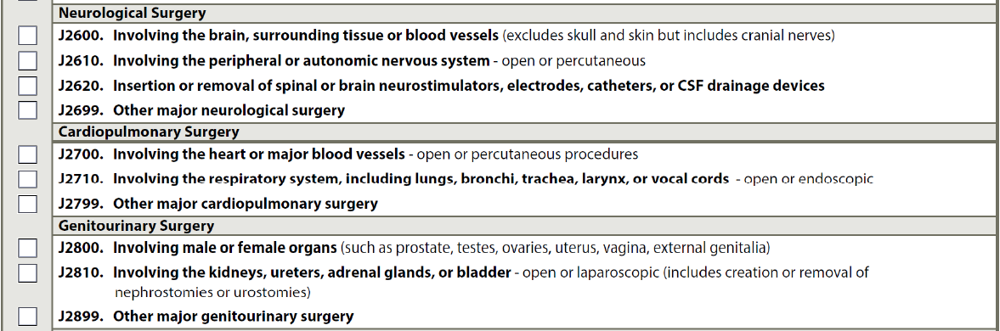 Neurological Surgery
J2600. Involving the brain, surrounding tissue or blood vessels (excludes skull and skin but includes cranial nerves)
J2610. Involving the peripheral or autonomic nervous system - open or percutaneous
J2620. Insertion or removal of spinal or brain neurostimulators, electrodes, catheters, or CSF drainage devices
J2699. Other major neurological surgery
Cardiopulmonary Surgery
J2700. Involving the heart or major blood vessels - open or percutaneous procedures
J2710. Involving the respiratory system, including lungs, bronchi, trachea, larynx, or vocal cords - open or endoscopic
J2799. Other major cardiopulmonary surgery
Genitourinary Surgery
J2800. Involving male or female organs (such as prostate, testes, ovaries, uterus, vagina, external genitalia)
J2810. Involving the kidneys, ureters, adrenal glands, or bladder - open or laparoscopic (includes creation or removal of
nephrostomies or urostomies)
J2899. Other major genitourinary surgery